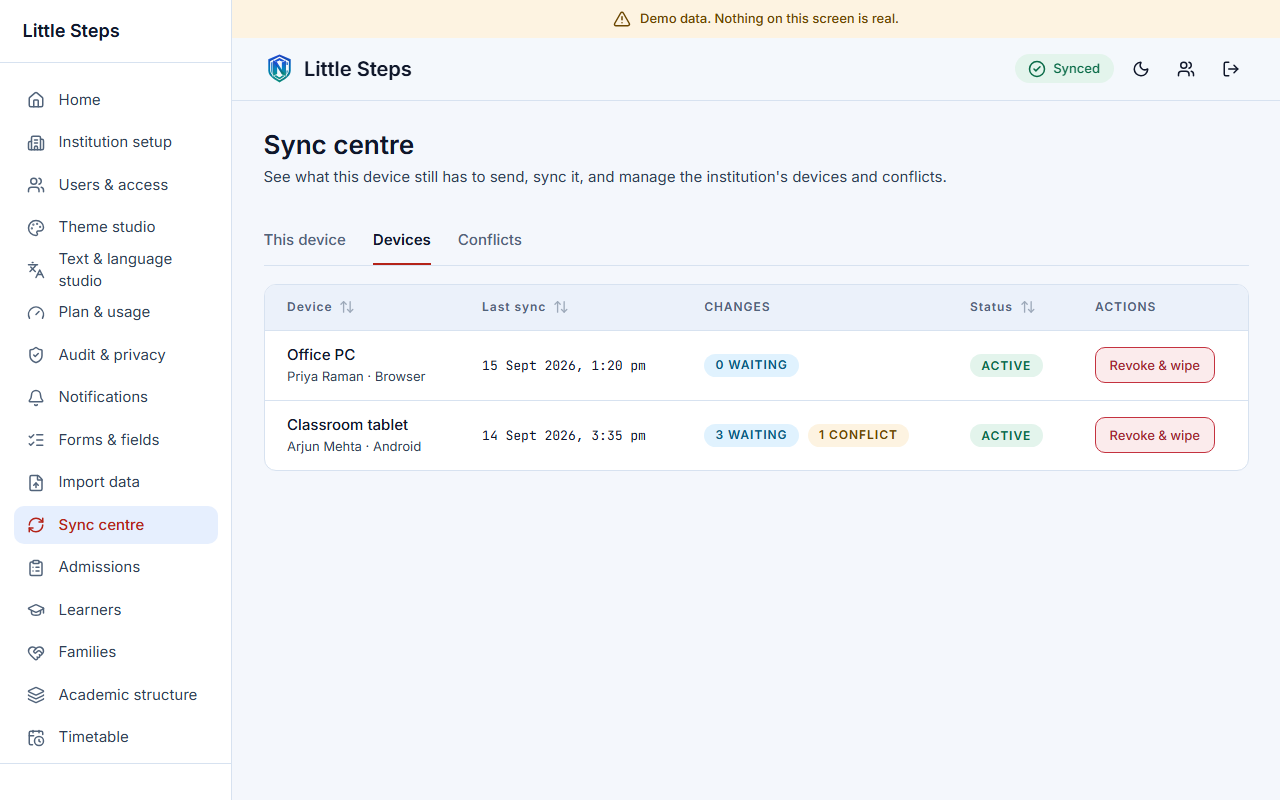 Little Steps
Home
Institution setup
Users & access
Theme studio
Text & language
studio
Plan & usage
Audit & privacy
Notifications
Forms & fields
Import data
Sync centre
Admissions
Learners
Families
Academic structure
Timetable
Demo data. Nothing on this screen is real.
Little Steps
Synced
Sync centre
See what this device still has to send, sync it, and manage the institution's devices and conflicts.
This device Devices Conflicts
Device Last sync CHANGES Status ACTIONS
Office PC
Priya Raman · Browser
15 Sept 2026, 1:20 pm 0 WAITING ACTIVE Revoke & wipe
Classroom tablet
Arjun Mehta · Android
14 Sept 2026, 3:35 pm 3 WAITING 1 CONFLICT ACTIVE Revoke & wipe